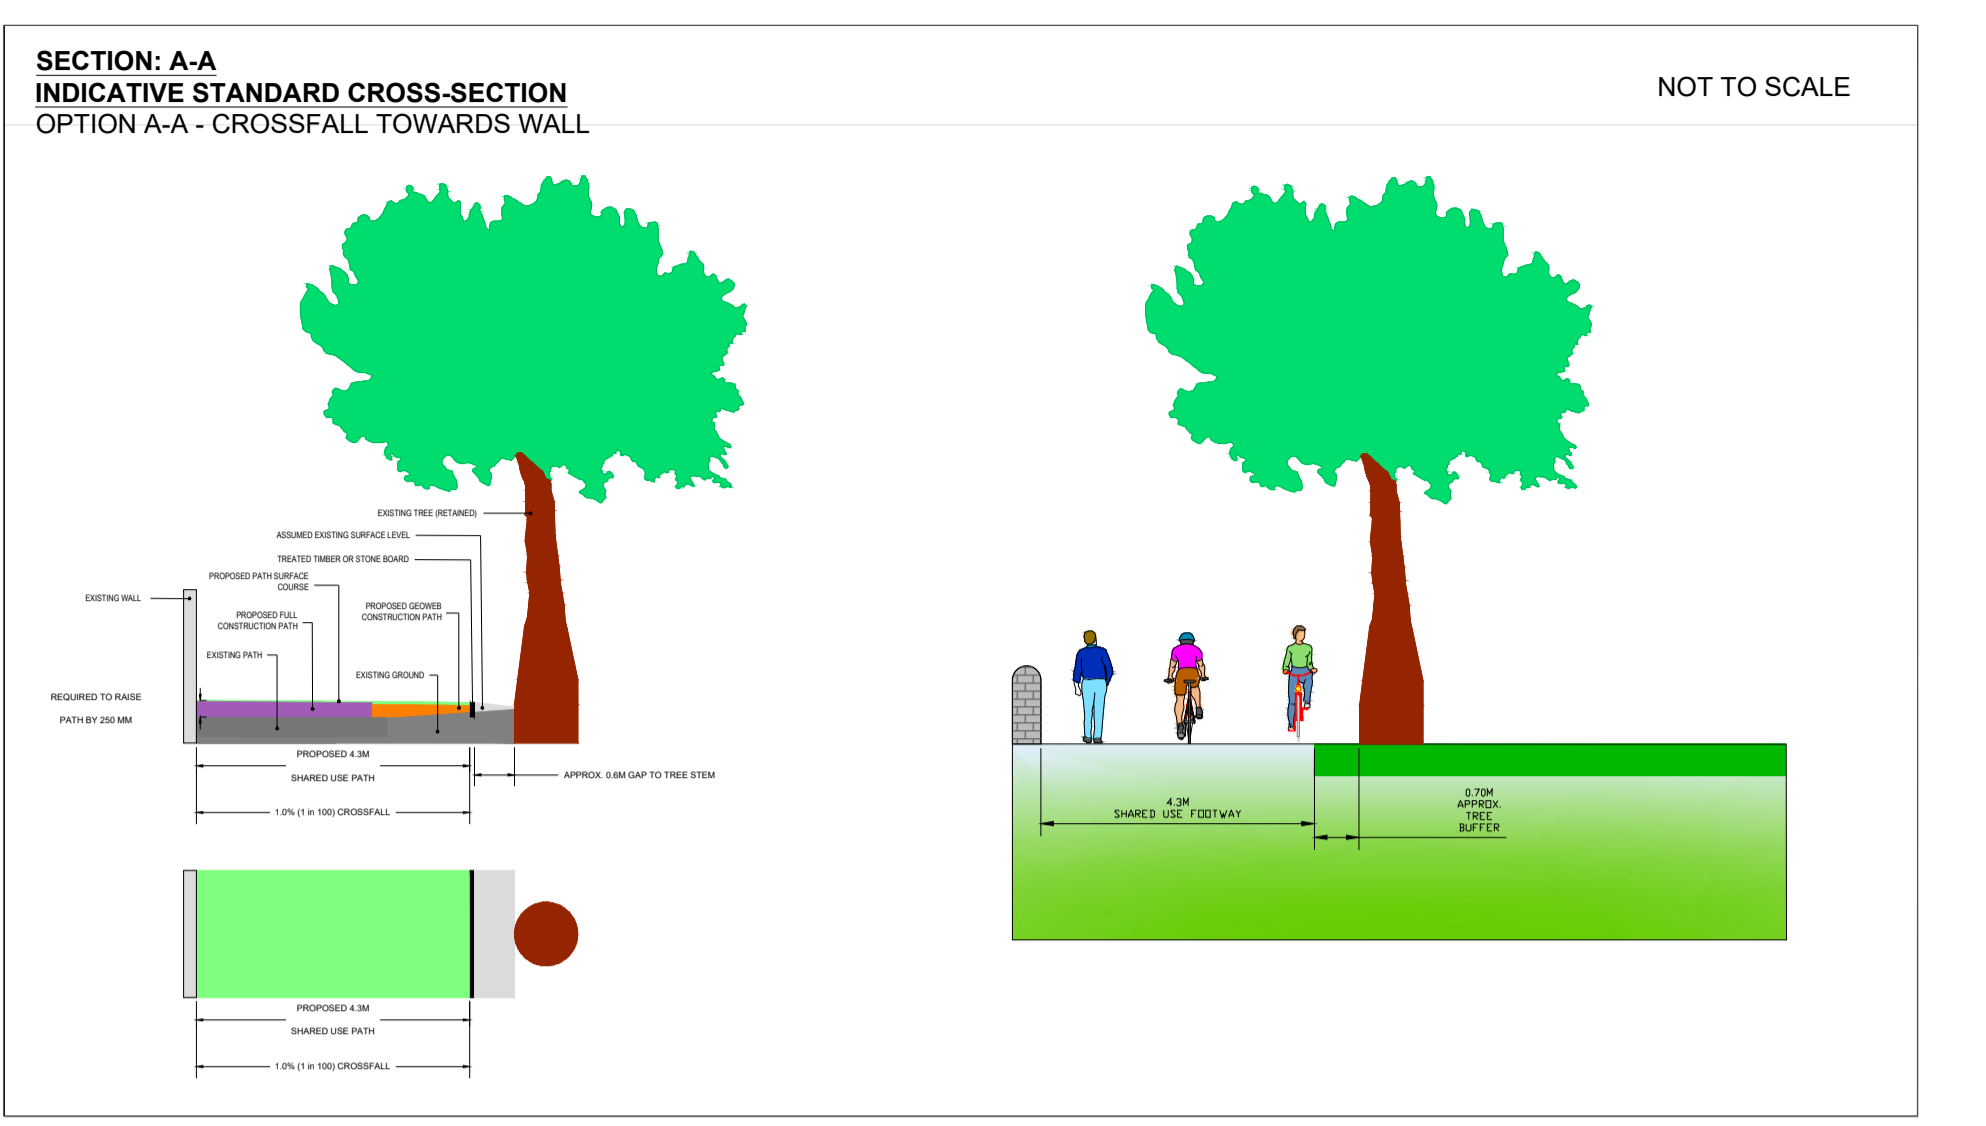 SECTION: A-A
INDICATIVE STANDARD CROSS-SECTION
OPTION A-A - CROSSFALL TOWARDS WALL
NOT TO SCALE
EXISTING TREE (RETAINED)
ASSUMED EXISTING SURFACE LEVEL
TREATED TIMBER OR STONE BOARD
PROPOSED PATH SURFACE
COURSE
EXISTING WALL
PROPOSED GEOWEB
CONSTRUCTION PATH
PROPOSED FULL
CONSTRUCTION PATH
EXISTING PATH
EXISTING GROUND
REQUIRED TO RAISE
PATH BY 250 MM
PROPOSED 4.3M
SHARED USE PATH
APPROX. 0.6M GAP TO TREE STEM
1.0% (1 in 100) CROSSFALL
PROPOSED 4.3M
SHARED USE PATH
1.0% (1 in 100) CROSSFALL
4.3M
SHARED USE FOOTWAY
0.70M
APPROX.
TREE
BUFFER